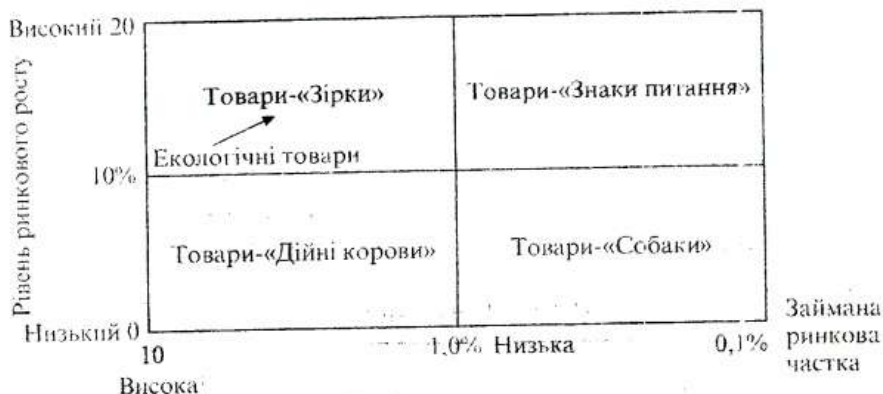 Високий 20
Рівень ринкового росту
Товари-«Зірки»
Товари-«Знаки питання»
Екологічні товари
10%
Товари-«Дійні корови»
Товари-«Собаки»
Низький 0
10
1,0% Низька
0,1%
Займана
ринкова
частка
Висока